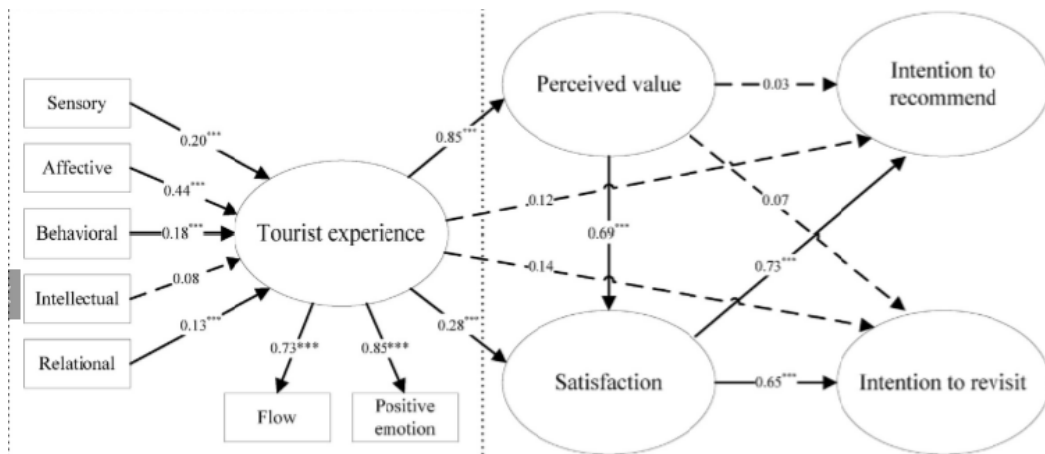 Sensory
Affective
Behavioral
Intellectual
Relational
0.20***
0.44***
0.18***
0.08
0.13***
Tourist experience
0.73***
0.85***
Flow
Positive
emotion
0.85***
0.12
0.14
0.28***
Perceived value
0.69***
Satisfaction
0.03
0.07
0.73***
0.65***
Intention to
recommend
Intention to revisit